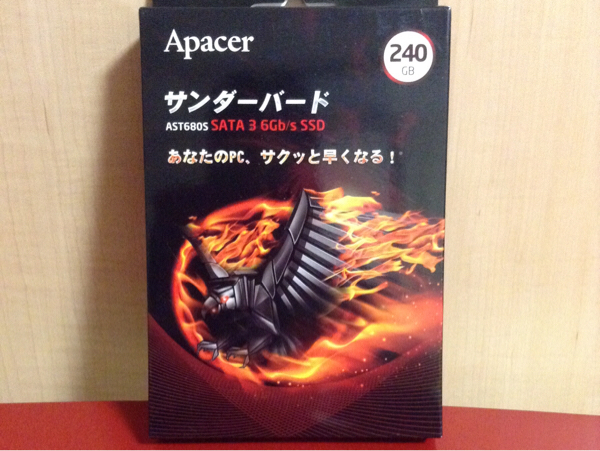 Apacer
240
GB
サンダーバード
AST680S SATA 3 6Gb/s SSD
あなたのPC、サクッと早くなる！